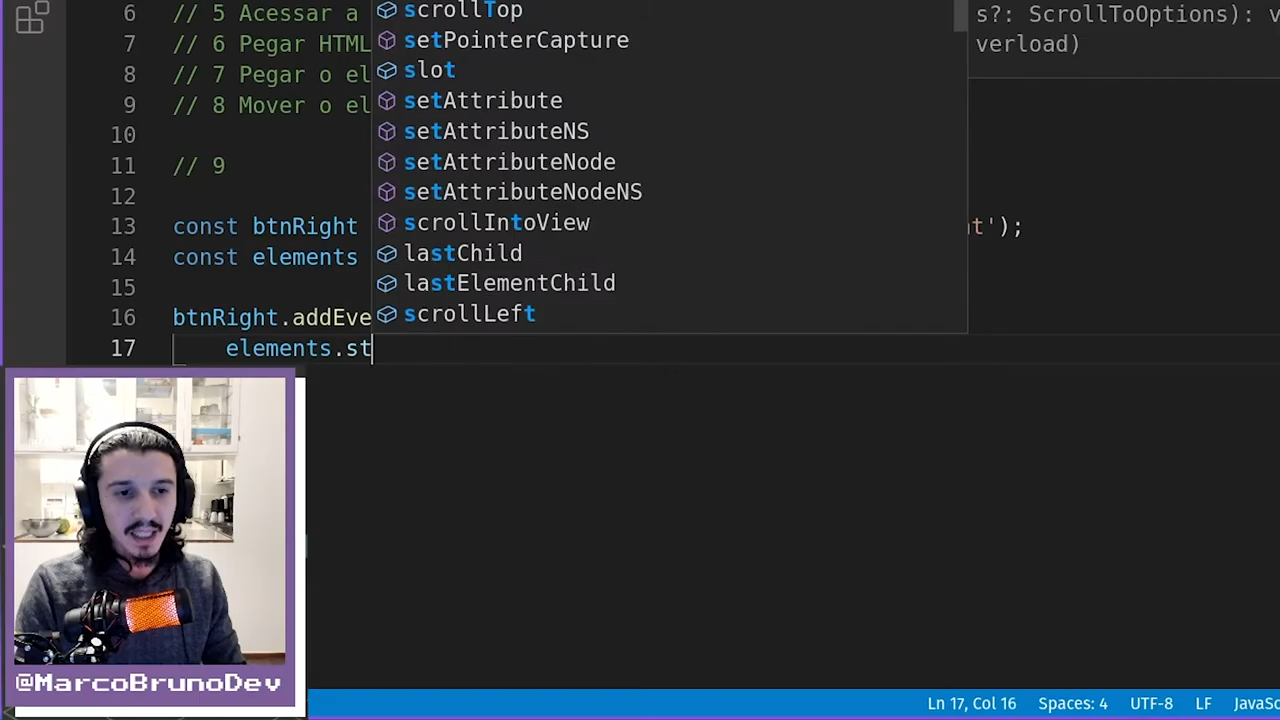 6 // 5 Acessar a
7 // 6 Pegar HTML
8 // 7 Pegar o el
9 // 8 Mover o el
10
11 // 9
12
13 const btnRight t');
14 const elements
15
16 btnRight.addEve
17 elements.st
scrollTop
setPointerCapture
slot
setAttribute
setAttributeNS
setAttributeNode
setAttributeNodeNS
scrollIntoView
lastChild
lastElementChild
scrollLeft
s?: ScrollToOptions): v
verload)
@MarcoBrunoDev
Ln 17, Col 16 Spaces: 4 UTF-8 LF JavaSc